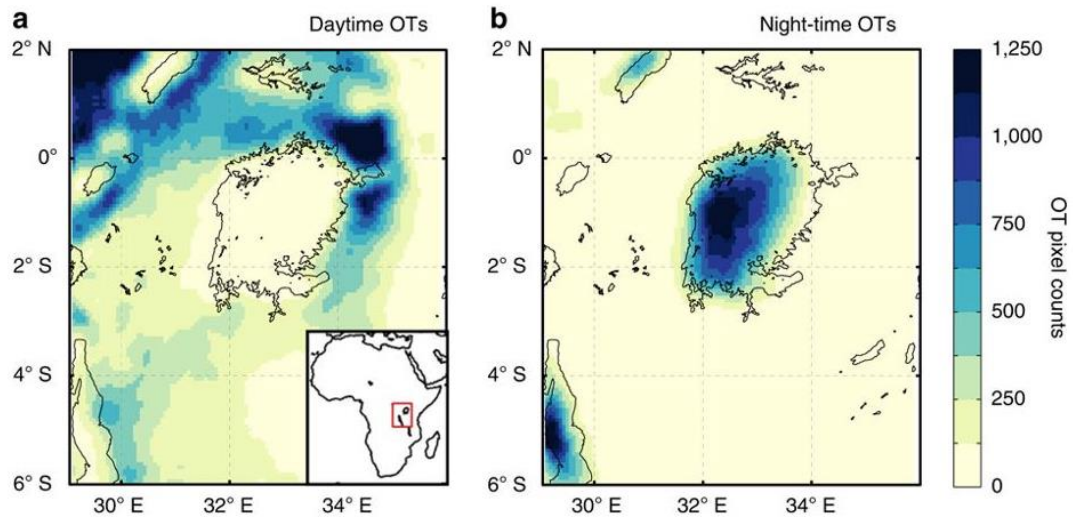 a Daytime OTs
2° N
0°
2° S
4° S
6° S
30° E 32° E 34° E
b Night-time OTs
2° N
0°
2° S
4° S
6° S
30° E 32° E 34° E
1,250
1,000
750
500
250
0
OT pixel counts